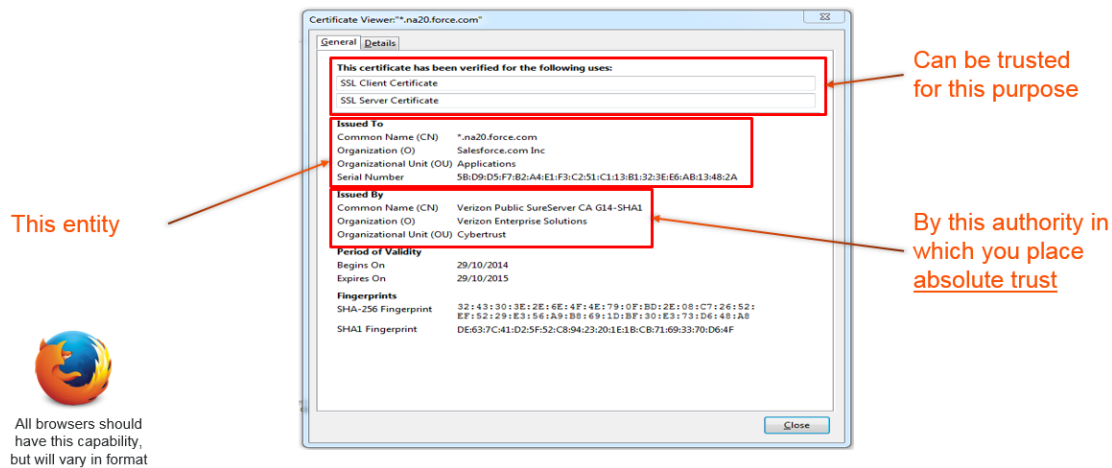 Certificate Viewer:"*.na20.force.com"
General Details
This certificate has been verified for the following uses:
SSL Client Certificate
SSL Server Certificate
Issued To
Common Name (CN) *.na20.force.com
Organization (O) Salesforce.com Inc
Organizational Unit (OU) Applications
Serial Number 5B:D9:D5:F7:B2:A4:E1:F3:C2:51:C1:13:B1:32:3E:E6:AB:13:48:2A
Issued By
Common Name (CN) Verizon Public SureServer CA G14-SHA1
Organization (O) Verizon Enterprise Solutions
Organizational Unit (OU) Cybertrust
Period of Validity
Begins On 29/10/2014
Expires On 29/10/2015
Fingerprints
SHA-256 Fingerprint 32:43:30:3E:2E:6E:4F:4E:79:0F:BD:2E:08:C7:26:52:
EF:52:29:E3:56:A9:B8:69:1D:BF:30:E3:73:D6:48:A8
SHA1 Fingerprint DE:63:7C:41:D2:5F:52:C8:94:23:20:1E:1B:CB:71:69:33:70:D6:4F
Close
Can be trusted
for this purpose
This entity
By this authority in
which you place
absolute trust
All browsers should
have this capability,
but will vary in format